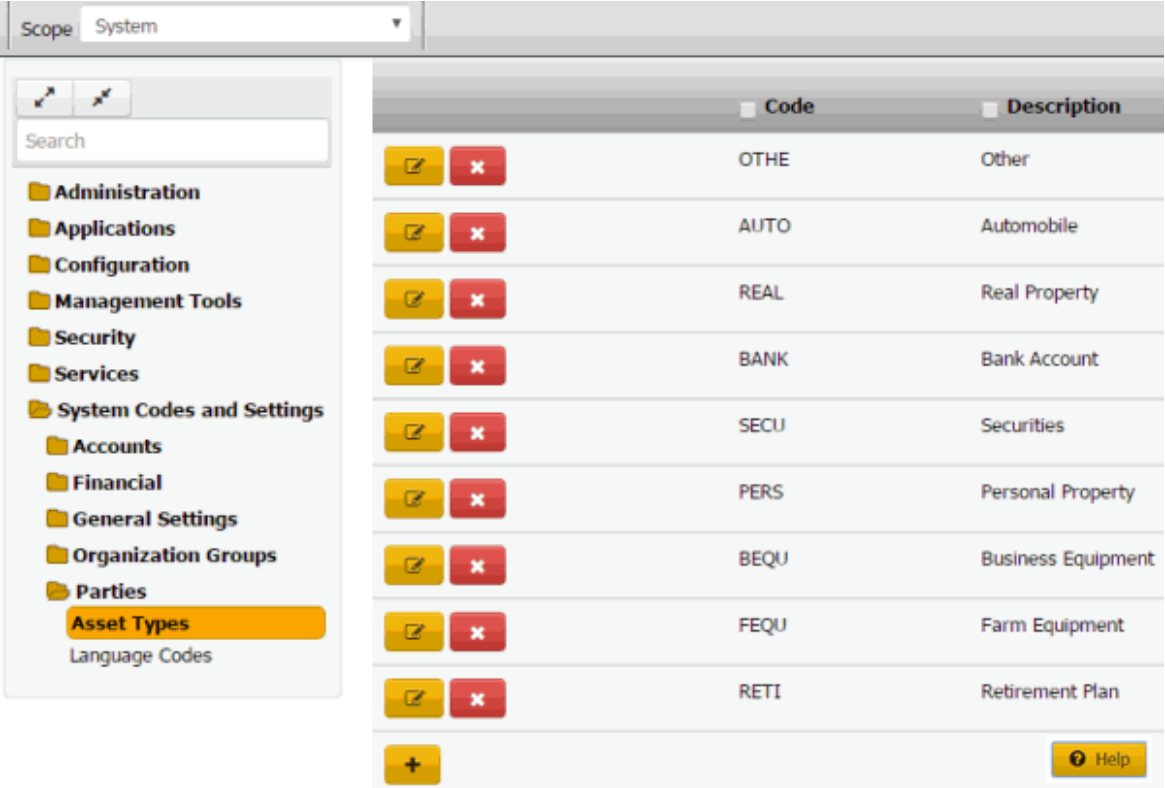 Scope System
Search
Administration
Applications
Configuration
Management Tools
Security
Services
System Codes and Settings
Accounts
Financial
General Settings
Organization Groups
Parties
Asset Types
Language Codes
Code Description
OTHE Other
AUTO Automobile
REAL Real Property
BANK Bank Account
SECU Securities
PERS Personal Property
BEQU Business Equipment
FEQU Farm Equipment
RETI Retirement Plan
Help